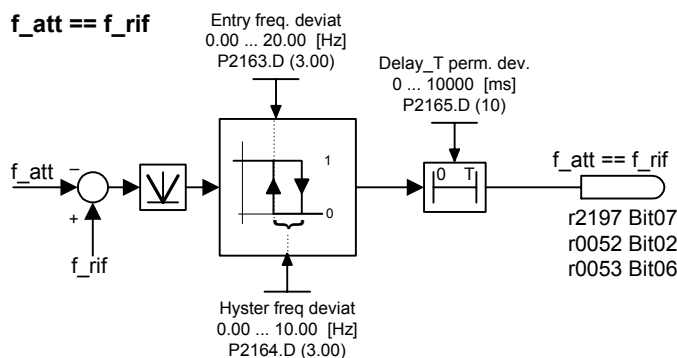 f_att == f_rif
Entry freq. deviat
0.00 ... 20.00 [Hz]
P2163.D (3.00)
Delay_T perm. dev.
0 ... 10000 [ms]
P2165.D (10)
f_att
−
+
f_rif
1
0
0 T
f_att == f_rif
r2197 Bit07
r0052 Bit02
r0053 Bit06
Hyster freq deviat
0.00 ... 10.00 [Hz]
P2164.D (3.00)